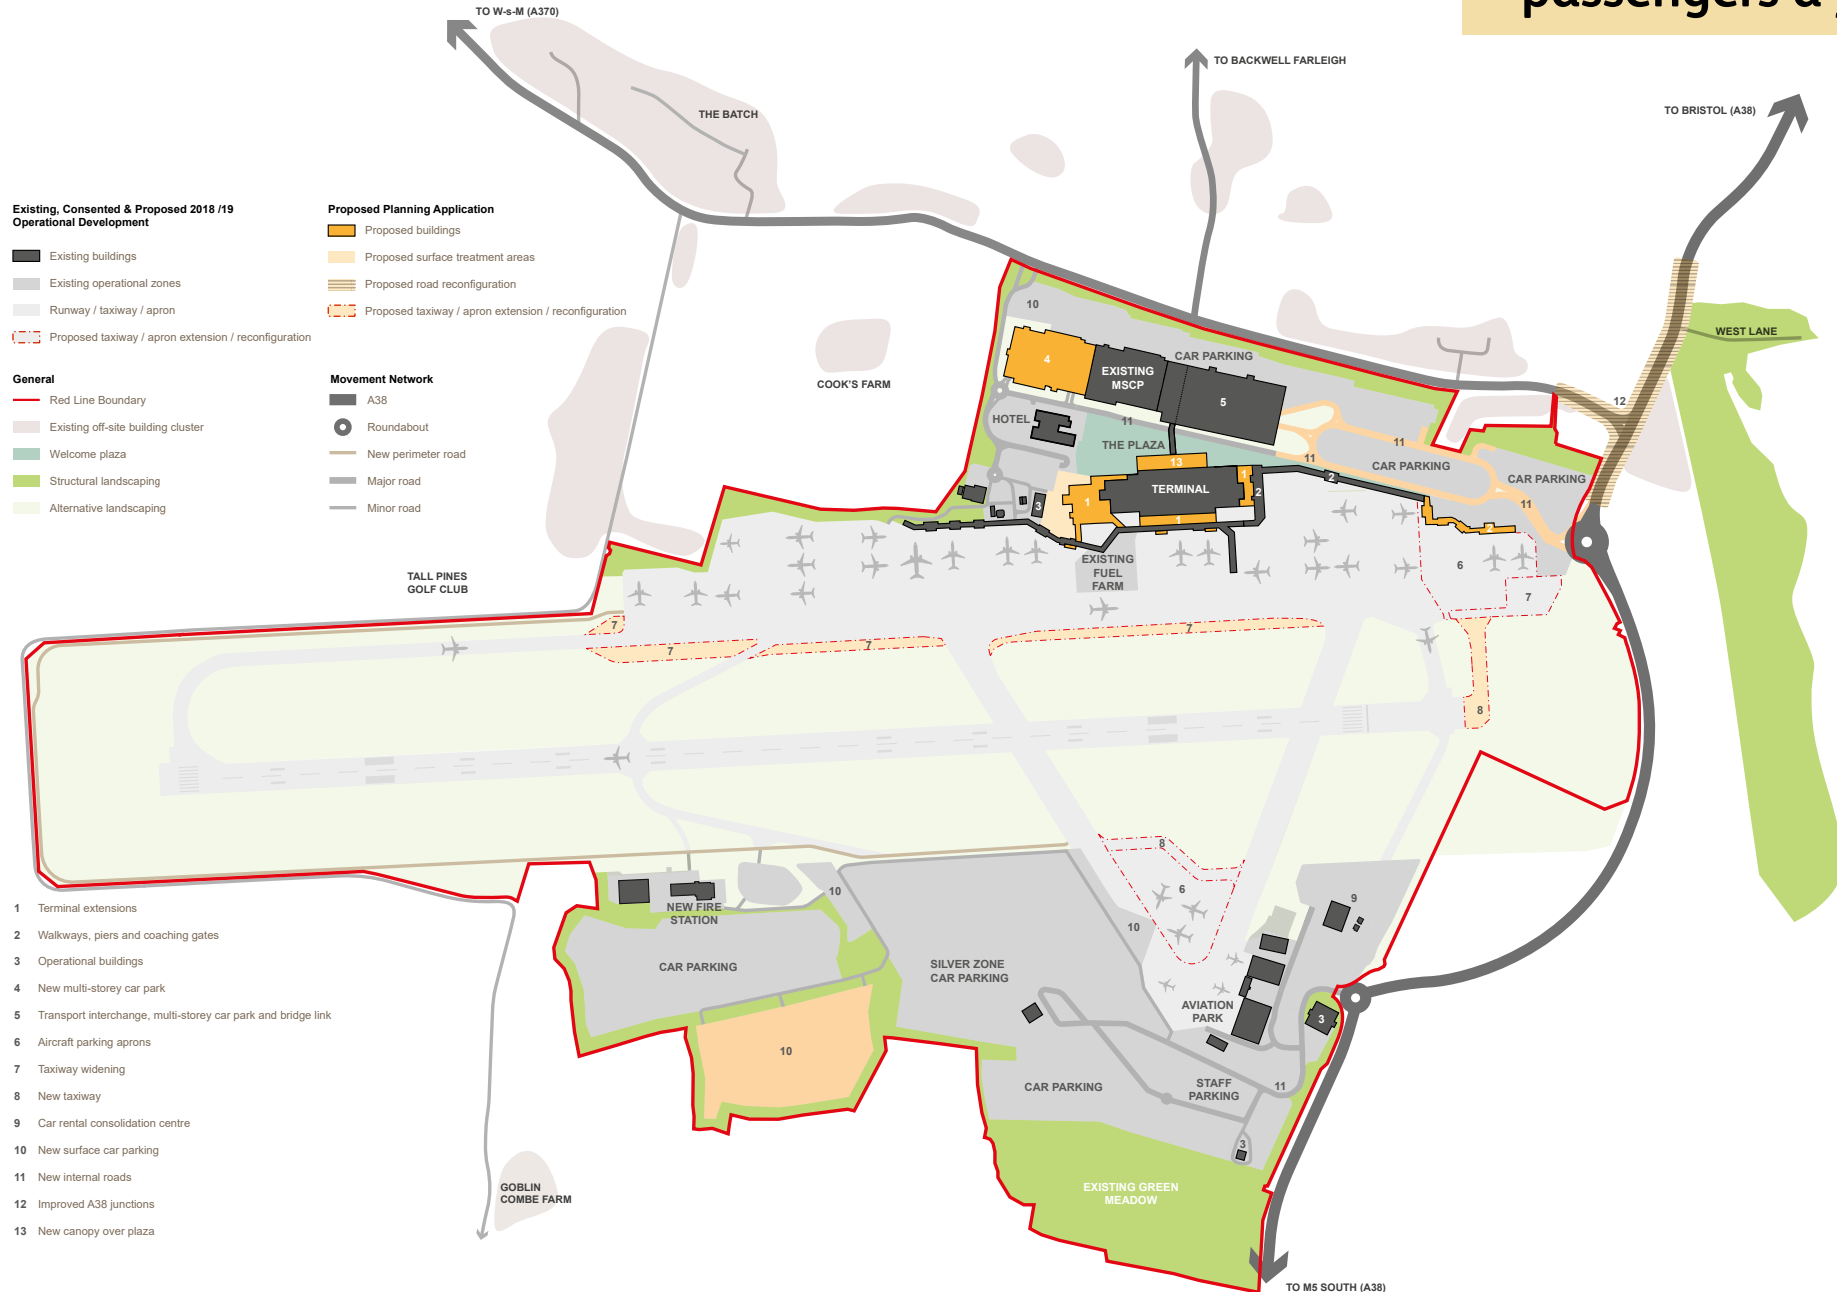 passengers a
TO W-s-M (A370)
TO BACKWELL FARLEIGH
TO BRISTOL (A38)
THE BATCH
Existing, Consented & Proposed 2018 /19
Operational Development
Existing buildings
Existing operational zones
Runway / taxiway / apron
Proposed taxiway / apron extension / reconfiguration
Proposed Planning Application
Proposed buildings
Proposed surface treatment areas
Proposed road reconfiguration
Proposed taxiway / apron extension / reconfiguration
General
Red Line Boundary
Existing off-site building cluster
Welcome plaza
Structural landscaping
Alternative landscaping
Movement Network
A38
Roundabout
New perimeter road
Major road
Minor road
10
WEST LANE
4
EXISTING
MSCP
CAR PARKING
COOK'S FARM
5
12
HOTEL
11
THE PLAZA
11
11
13
CAR PARKING
CAR PARKING
1
TERMINAL
1
2
2
3
1
11
1
2
EXISTING
FUEL
FARM
6
TALL PINES
GOLF CLUB
7
7
7
7
7
8
8
6
9
10
10
NEW FIRE
STATION
CAR PARKING
SILVER ZONE
CAR PARKING
AVIATION
PARK
3
10
CAR PARKING
STAFF
PARKING
11
3
EXISTING GREEN
MEADOW
GOBLIN
COMBE FARM
TO M5 SOUTH (A38)
1 Terminal extensions
2 Walkways, piers and coaching gates
3 Operational buildings
4 New multi-storey car park
5 Transport interchange, multi-storey car park and bridge link
6 Aircraft parking aprons
7 Taxiway widening
8 New taxiway
9 Car rental consolidation centre
10 New surface car parking
11 New internal roads
12 Improved A38 junctions
13 New canopy over plaza